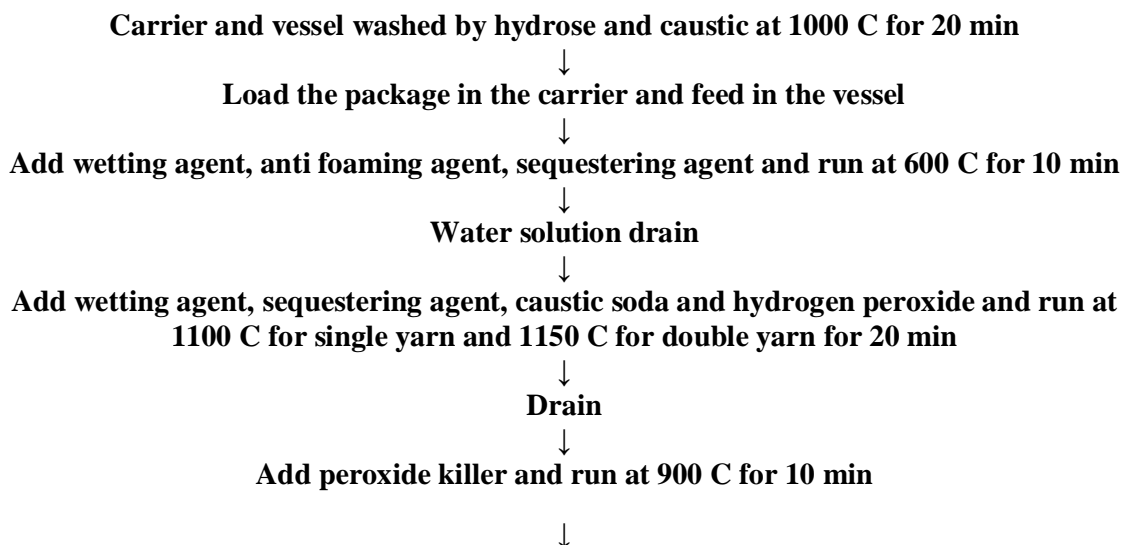 Carrier and vessel washed by hydrose and caustic at 1000 C for 20 min
↓
Load the package in the carrier and feed in the vessel
↓
Add wetting agent, anti foaming agent, sequestering agent and run at 600 C for 10 min
↓
Water solution drain
↓
Add wetting agent, sequestering agent, caustic soda and hydrogen peroxide and run at
1100 C for single yarn and 1150 C for double yarn for 20 min
↓
Drain
↓
Add peroxide killer and run at 900 C for 10 min
↓